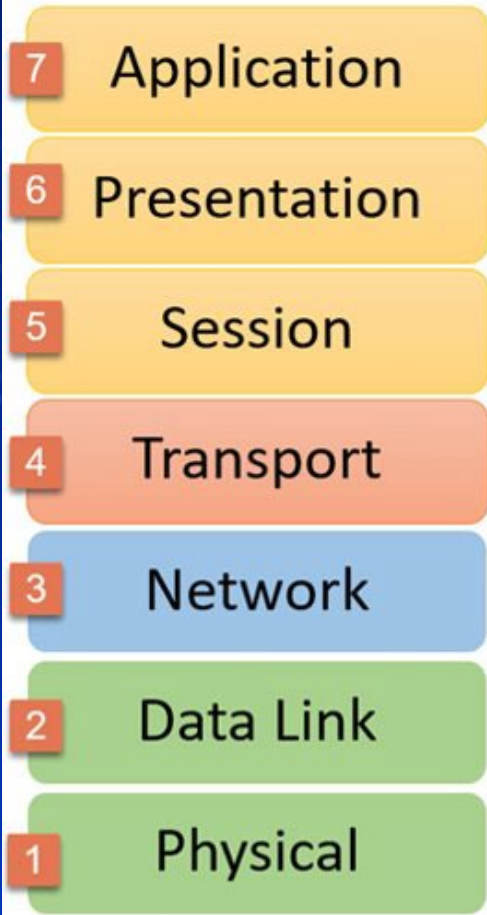 7 Application
6 Presentation
5 Session
4 Transport
3 Network
2 Data Link
1 Physical